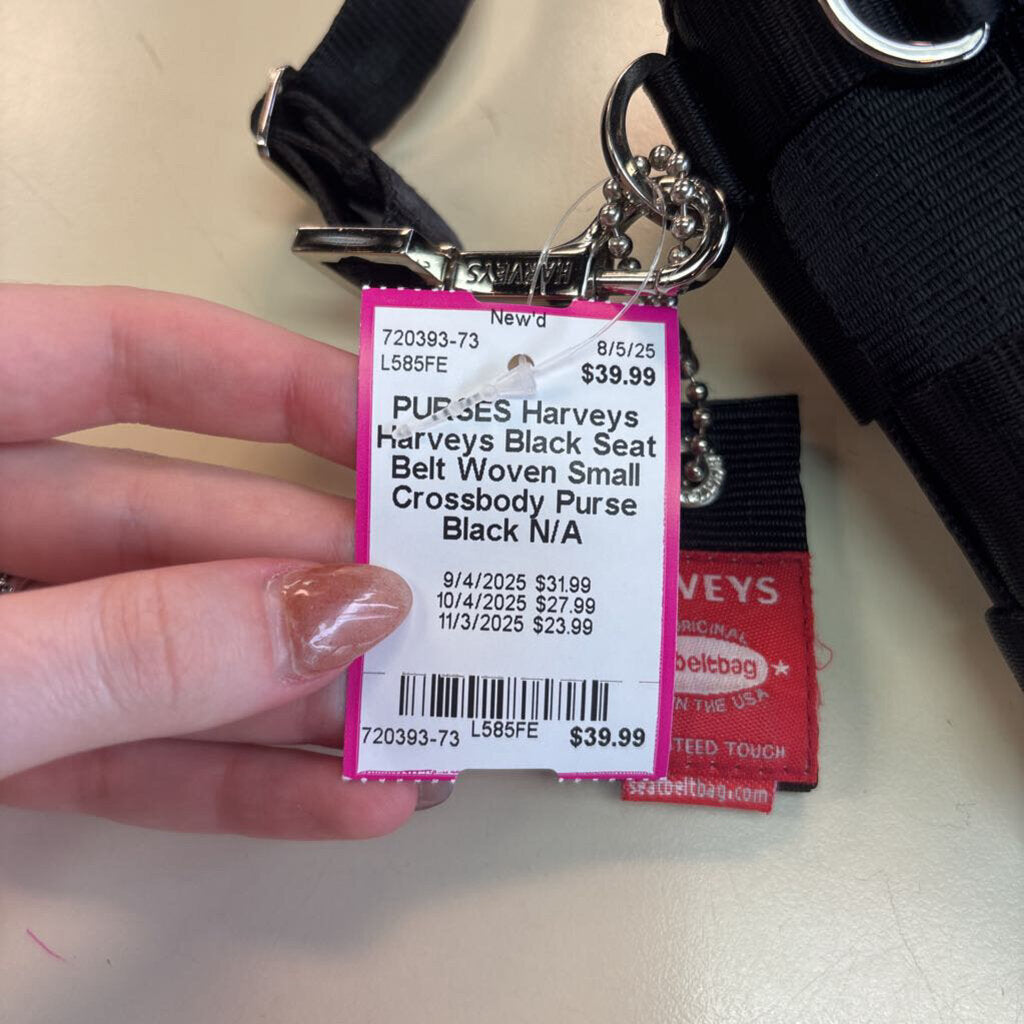 HARVEYS
New'd
720393-73
8/5/25
L585FE
$39.99
PURSES Harveys
Harveys Black Seat
Belt Woven Small
Crossbody Purse
Black N/A
9/4/2025 $31.99
10/4/2025 $27.99
11/3/2025 $23.99
720393-73 L585FE $39.99
VEYS
beltbag
N THE USA
TEED TOUCH
seatbeltbag.com